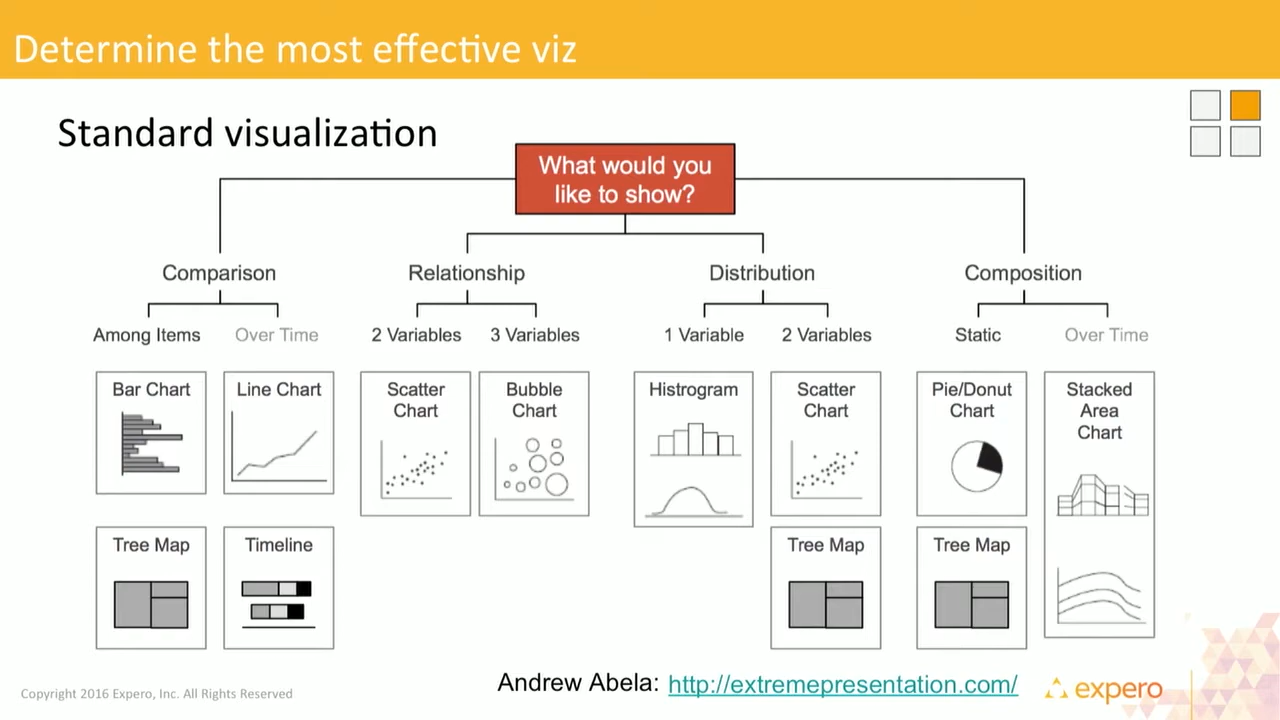 Determine the most effective viz
Standard visualization
What would you
like to show?
Comparison
Relationship
Distribution
Composition
Among Items
Over Time
2 Variables
3 Variables
1 Variable
2 Variables
Static
Over Time
Bar Chart
Line Chart
Scatter
Chart
Bubble
Chart
Histrogram
Scatter
Chart
Pie/Donut
Chart
Stacked
Area
Chart
Tree Map
Timeline
Tree Map
Tree Map
Andrew Abela: http://extremepresentation.com/
Copyright 2016 Expero, Inc. All Rights Reserved
expero